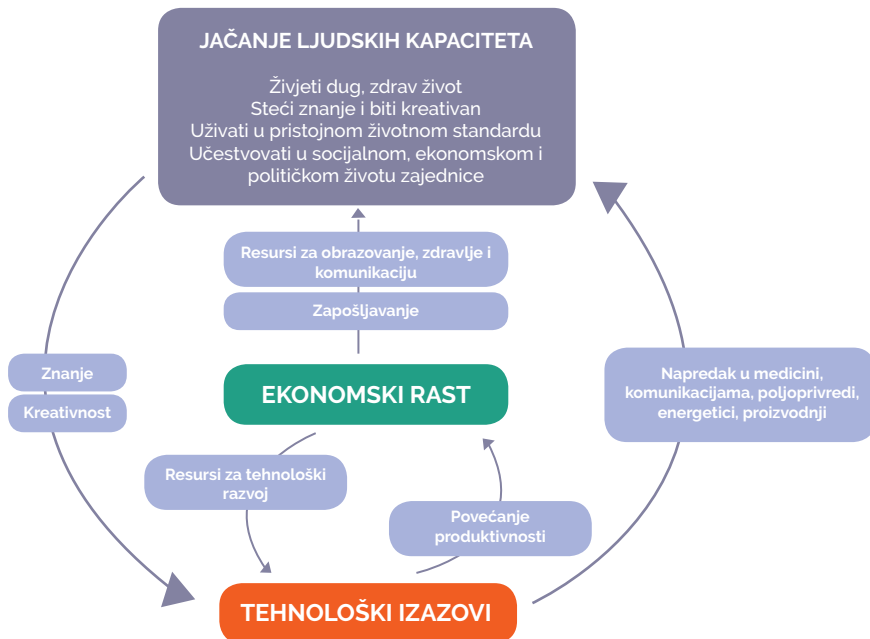 JAČANJE LJUDSKIH KAPACITETA
Živjeti dug, zdrav život
Steći znanje i biti kreativan
Uživati u pristojnom životnom standardu
Učestvovati u socijalnom, ekonomskom i
političkom životu zajednice
Resursi za obrazovanje, zdravlje i
komunikaciju
Zapošljavanje
Znanje
Kreativnost
EKONOMSKI RAST
Napredak u medicini,
komunikacijama, poljoprivredi,
energetici, proizvodnji
Resursi za tehnološki
razvoj
Povećanje
produktivnosti
TEHNOLOŠKI IZAZOVI